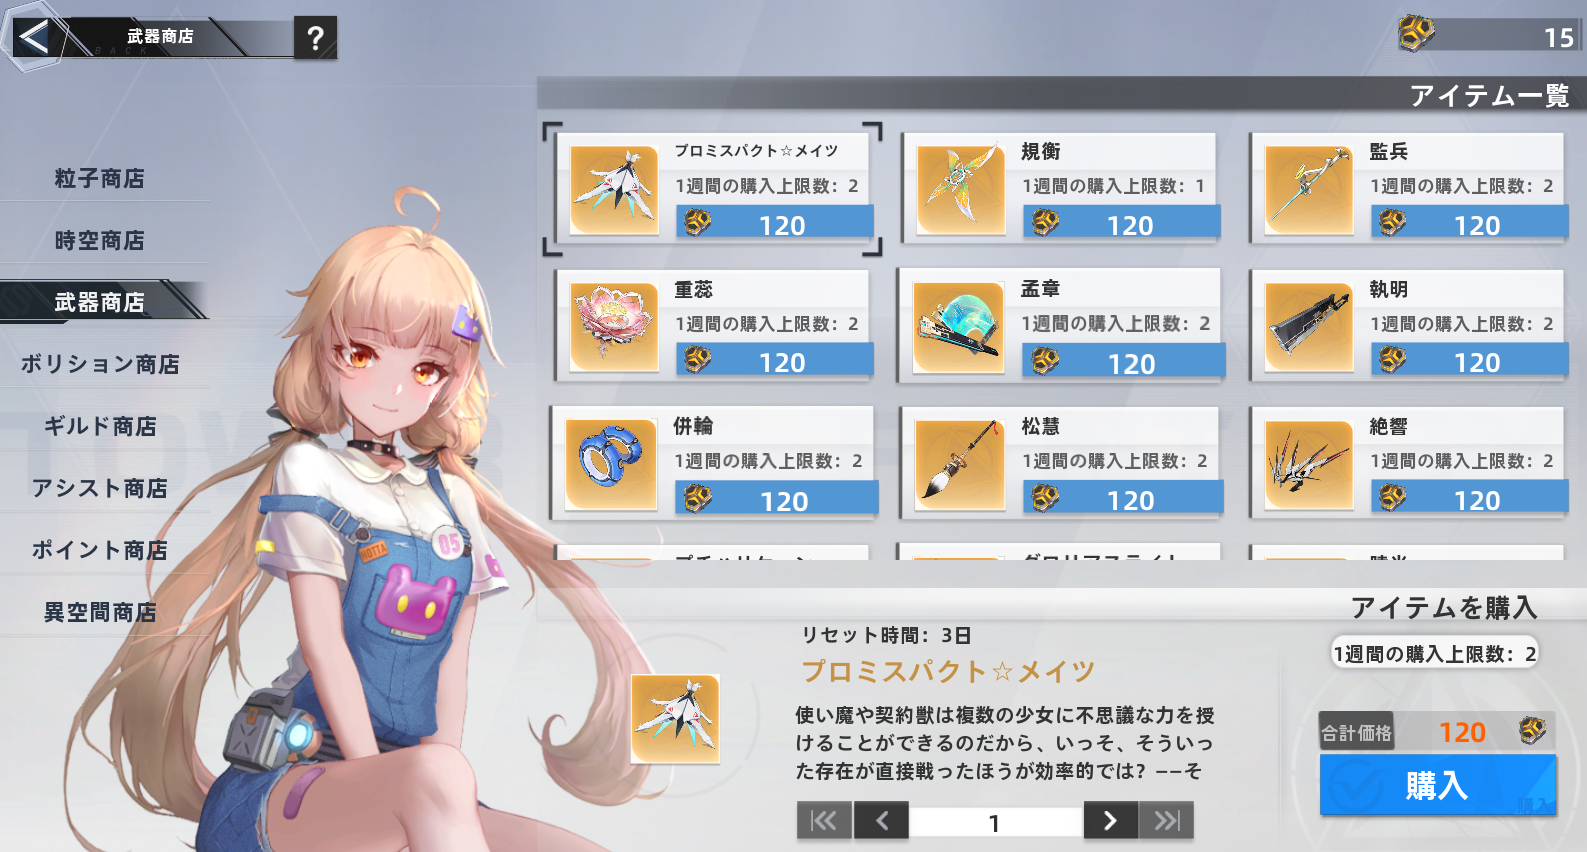 武器商店
BACK
?
15
アイテム一覧
粒子商店
時空商店
武器商店
ボリション商店
ギルド商店
アシスト商店
ポイント商店
異空間商店
プロミスパクト☆メイツ
1週間の購入上限数：2
120
規衡
1週間の購入上限数：1
120
監兵
1週間の購入上限数：2
120
重蕊
1週間の購入上限数：2
120
孟章
1週間の購入上限数：2
120
執明
1週間の購入上限数：2
120
併輪
1週間の購入上限数：2
120
松慧
1週間の購入上限数：2
120
絶響
1週間の購入上限数：2
120
HOTTA
05
リセット時間：3日
プロミスパクト☆メイツ
使い魔や契約獣は複数の少女に不思議な力を授
けることができるのだから、いっそ、そういっ
た存在が直接戦ったほうが効率的では？——そ
1
アイテムを購入
1週間の購入上限数：2
合計価格
120
購入
購入